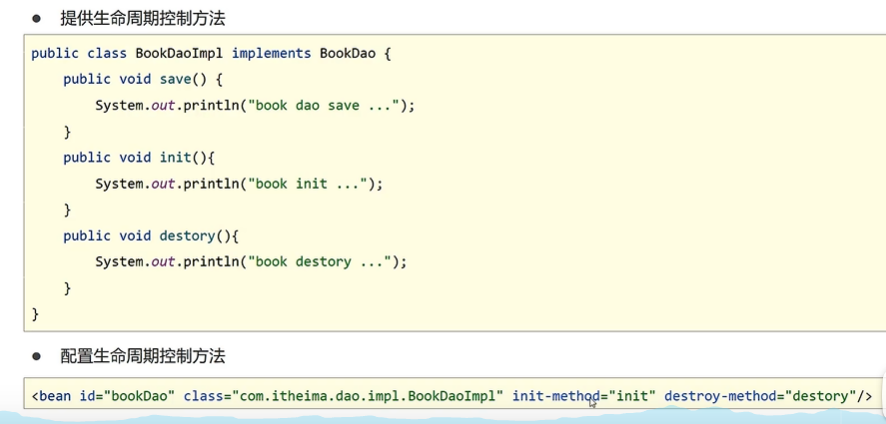 ● 提供生命周期控制方法
public class BookDaoImpl implements BookDao {
    public void save() {
        System.out.println("book dao save ...");
    }
    public void init(){
        System.out.println("book init ...");
    }
    public void destory(){
        System.out.println("book destory ...");
    }
}
● 配置生命周期控制方法
<bean id="bookDao" class="com.itheima.dao.impl.BookDaoImpl" init-method="init" destroy-method="destory"/>